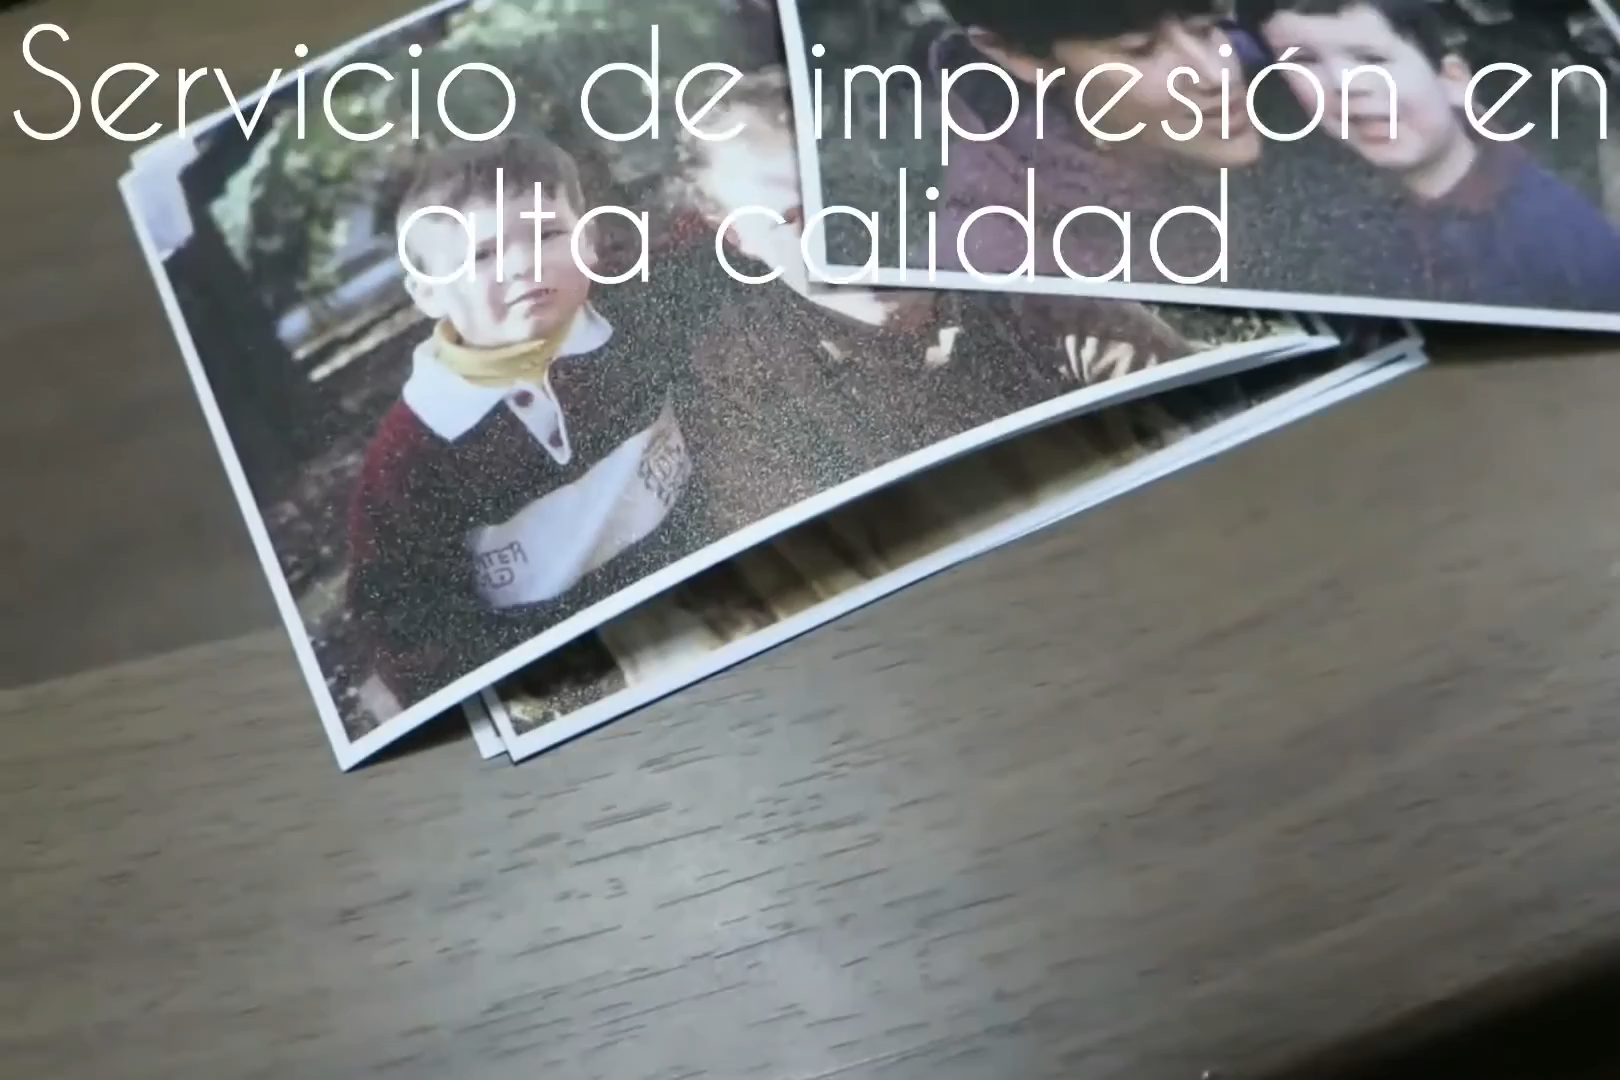 Servicio de impresión en
alta calidad